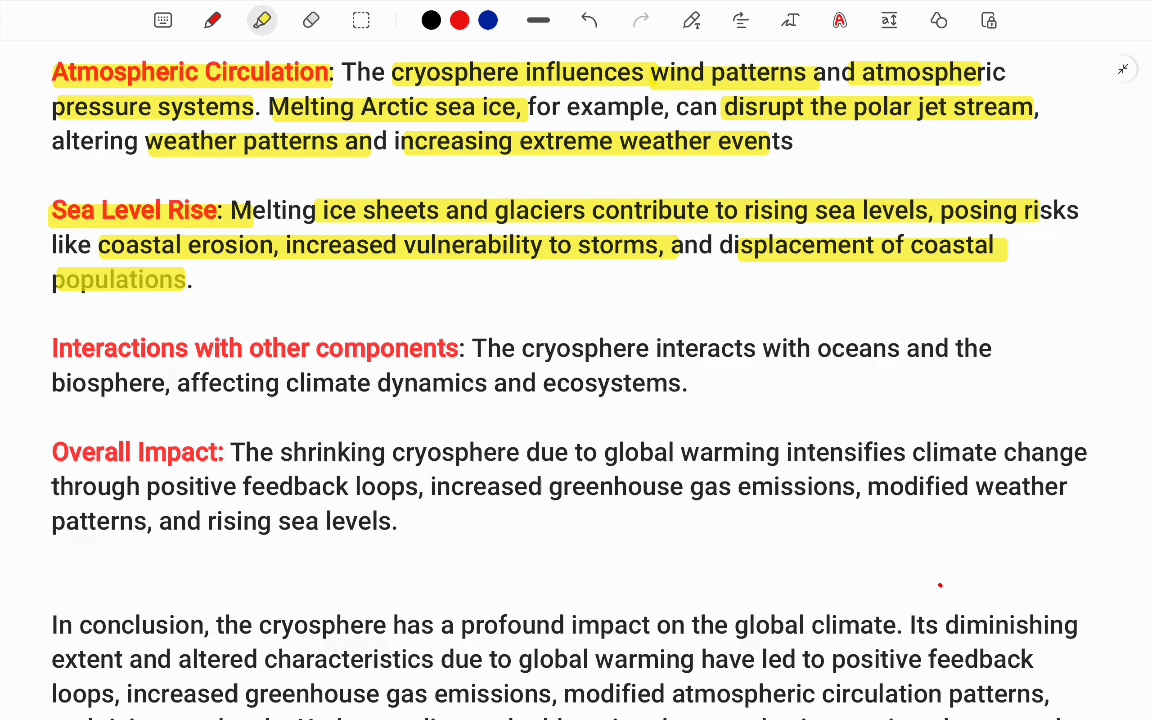 Atmospheric Circulation: The cryosphere influences wind patterns and atmospheric
pressure systems. Melting Arctic sea ice, for example, can disrupt the polar jet stream,
altering weather patterns and increasing extreme weather events
Sea Level Rise: Melting ice sheets and glaciers contribute to rising sea levels, posing risks
like coastal erosion, increased vulnerability to storms, and displacement of coastal
populations.
Interactions with other components: The cryosphere interacts with oceans and the
biosphere, affecting climate dynamics and ecosystems.
Overall Impact: The shrinking cryosphere due to global warming intensifies climate change
through positive feedback loops, increased greenhouse gas emissions, modified weather
patterns, and rising sea levels.
In conclusion, the cryosphere has a profound impact on the global climate. Its diminishing
extent and altered characteristics due to global warming have led to positive feedback
loops, increased greenhouse gas emissions, modified atmospheric circulation patterns,